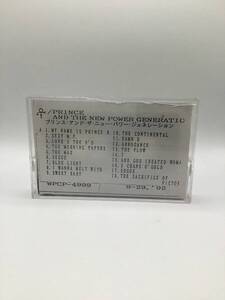 /PRINCE
AND THE NEW POWER GENERATIO
プリンス・アンド・ザ・ニュー・パワー・ジェネレーション
1.MY NAME IS PRINCE
2.SEXY M.F.
3.LOVE 2 THE 9'S
4.THE MORNING PAPERS
5.THE MAX
6.SEGUE
7.BLUE LIGHT
8.I WANNA MELT WITH
9.SWEET BABY
10.THE CONTINENTAL
11.DAMN U
12.ARROGANCE
13.THE FLOW
14.7
15.AND GOD CREATED WOMA
16.3 CHAINS O'GOLD
17.SEGUE
18.THE SACRIFICE OF
VICTOR
WPCP-4999
9-29,'92